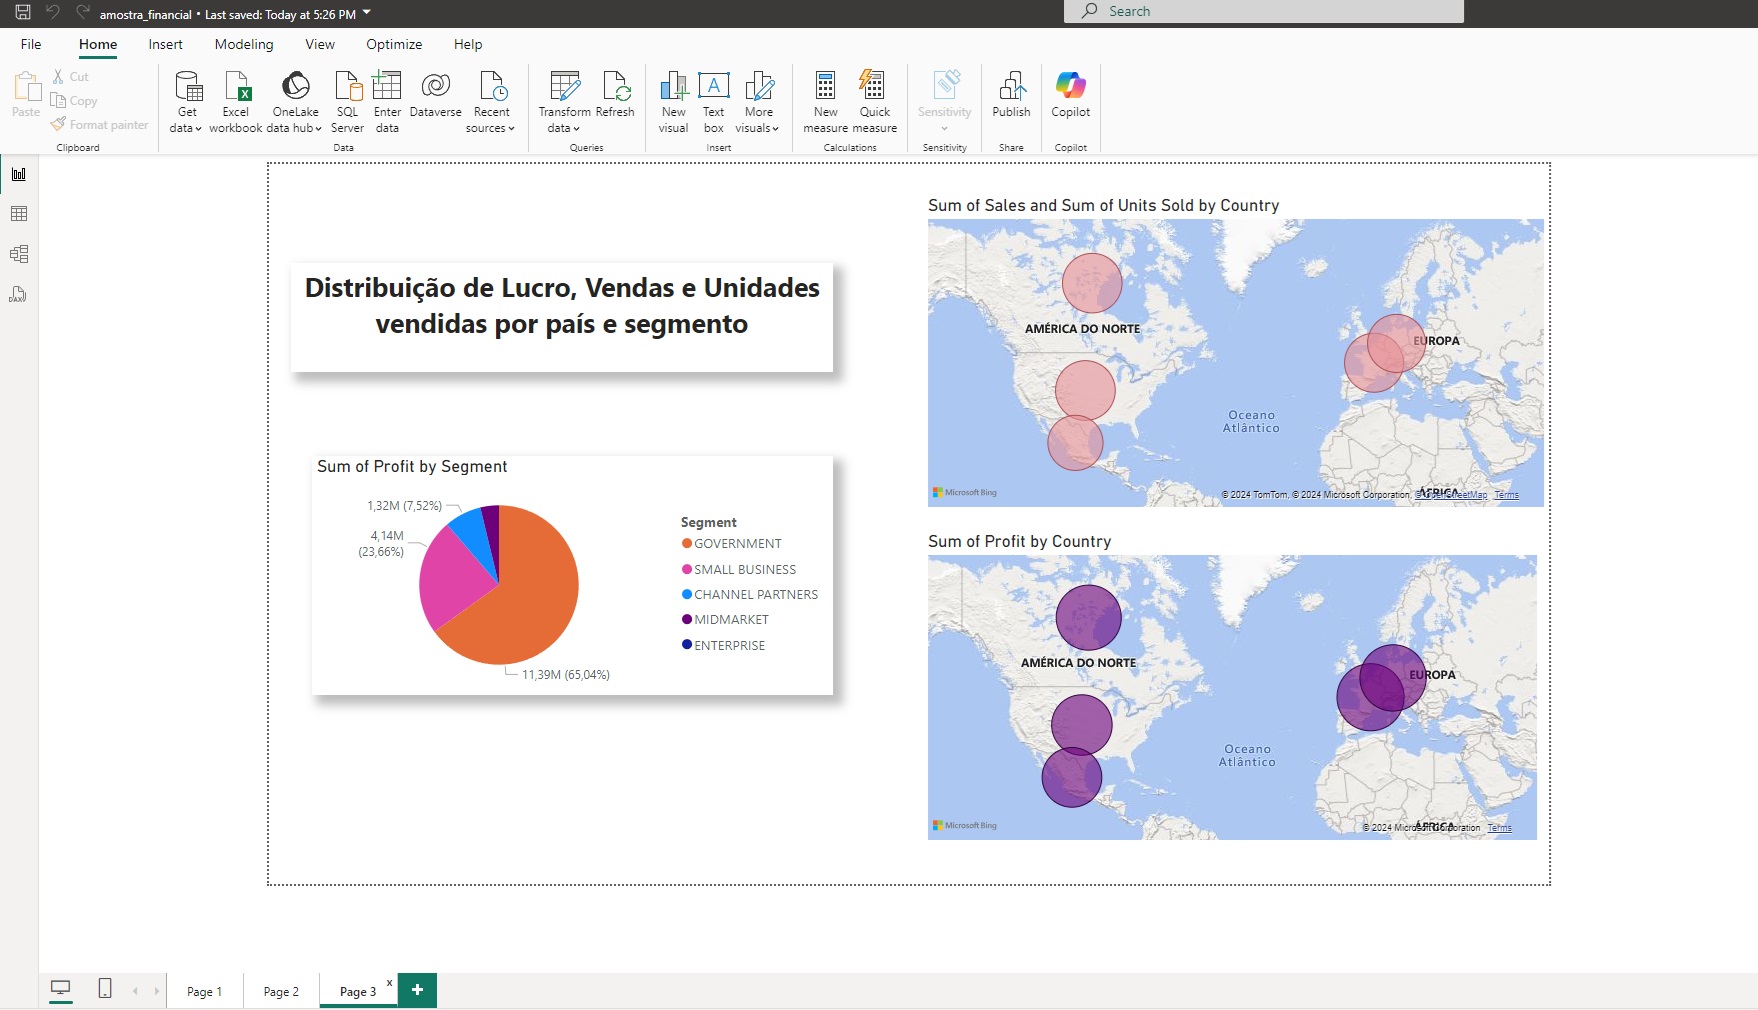 amostra_financial • Last saved: Today at 5:26 PM
Search
File Home Insert Modeling View Optimize Help
Paste
Cut
Copy
Format painter
Clipboard
Get data
Excel workbook
OneLake data hub
SQL Server
Enter data
Dataverse
Recent sources
Data
Transform data
Refresh
Queries
New visual
Text box
More visuals
Insert
New measure
Quick measure
Calculations
Sensitivity
Sensitivity
Publish
Share
Copilot
Copilot
Distribuição de Lucro, Vendas e Unidades
vendidas por país e segmento
Sum of Profit by Segment
1,32M (7,52%)
4,14M
(23,66%)
11,39M (65,04%)
Segment
GOVERNMENT
SMALL BUSINESS
CHANNEL PARTNERS
MIDMARKET
ENTERPRISE
Sum of Sales and Sum of Units Sold by Country
AMÉRICA DO NORTE
EUROPA
Oceano
Atlântico
ÁFRICA
Microsoft Bing
© 2024 TomTom, © 2024 Microsoft Corporation, © OpenStreetMap Terms
Sum of Profit by Country
AMÉRICA DO NORTE
EUROPA
Oceano
Atlântico
ÁFRICA
Microsoft Bing
© 2024 Microsoft Corporation Terms
Page 1
Page 2
Page 3 x
+